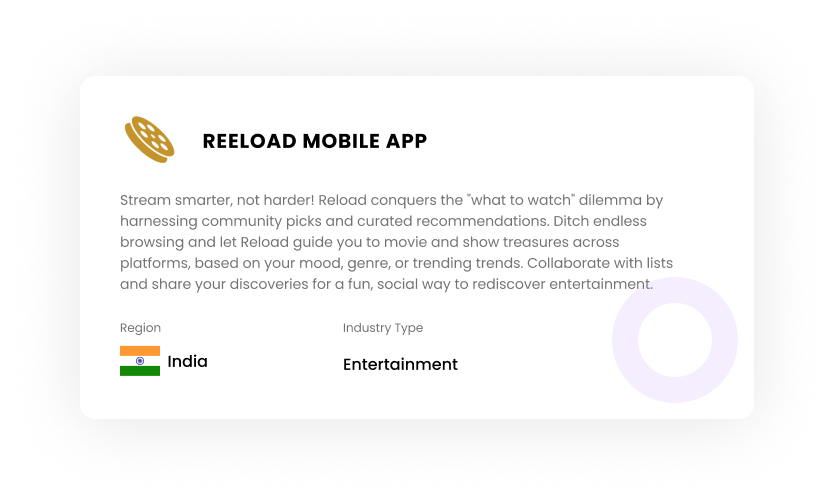 REELOAD MOBILE APP
Stream smarter, not harder! Reload conquers the "what to watch" dilemma by
harnessing community picks and curated recommendations. Ditch endless
browsing and let Reload guide you to movie and show treasures across
platforms, based on your mood, genre, or trending trends. Collaborate with lists
and share your discoveries for a fun, social way to rediscover entertainment.
Region
Industry Type
India
Entertainment